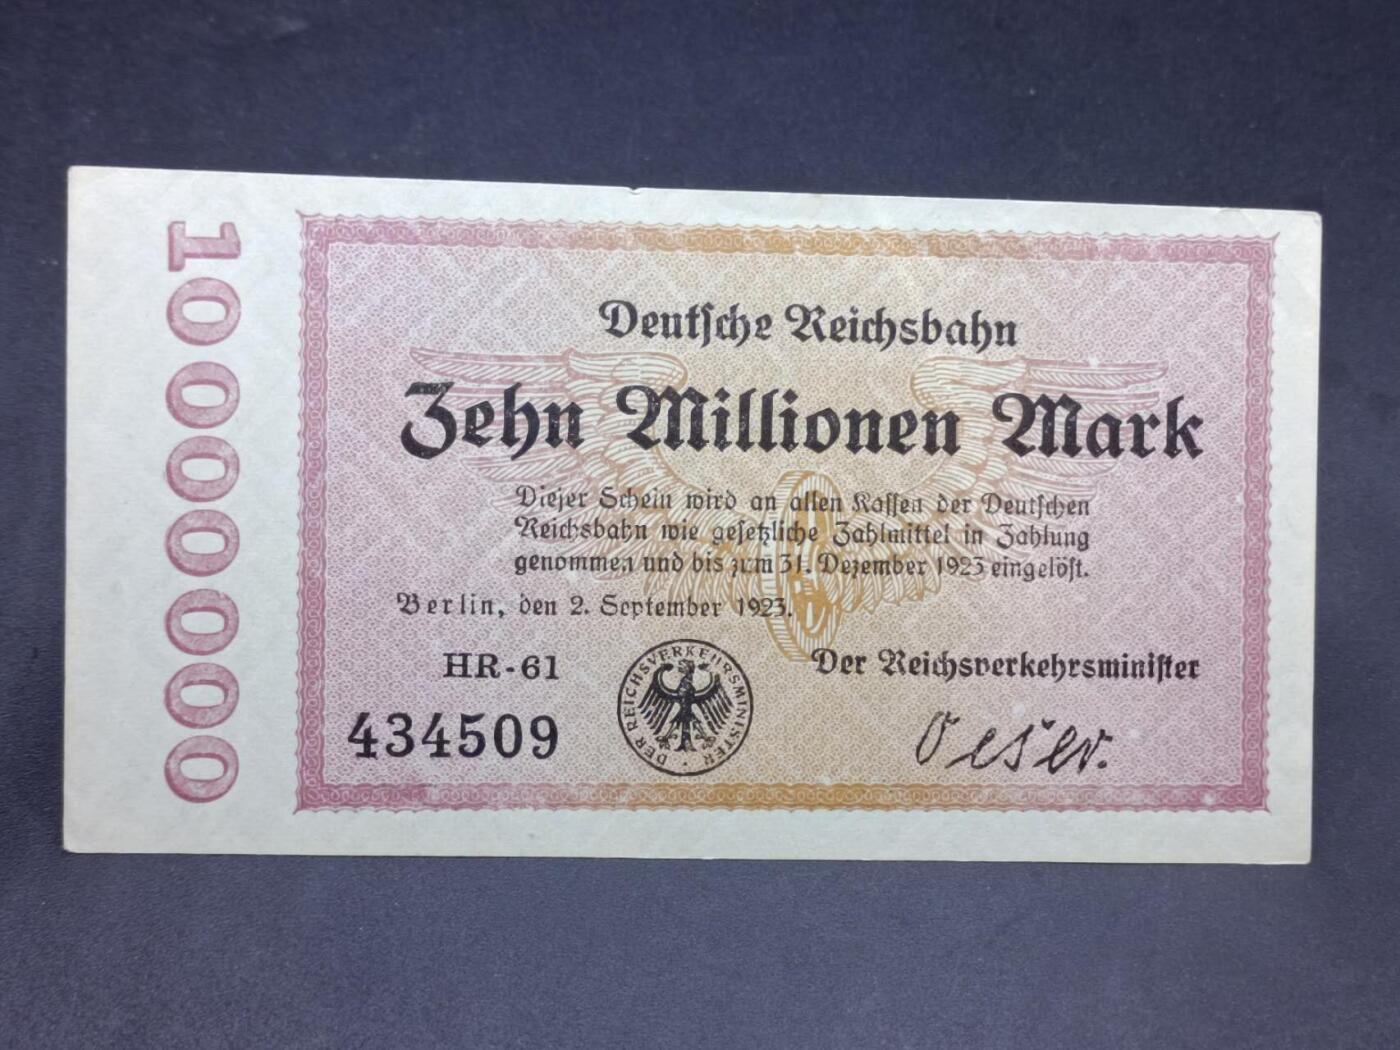 10000000
Deutsche Reichsbahn
Zehn Millionen Mark
Dieser Schein wird an allen Kassen der Deutschen
Reichsbahn wie gesetzliche Zahlmittel in Zahlung
genommen und bis zum 31. Dezember 1923 eingelöst.
Berlin, den 2. September 1923.
HR-61
Der Reichsverkehrsminister
434509
DER REICHSVERKEHRSMINISTER
Oeser.